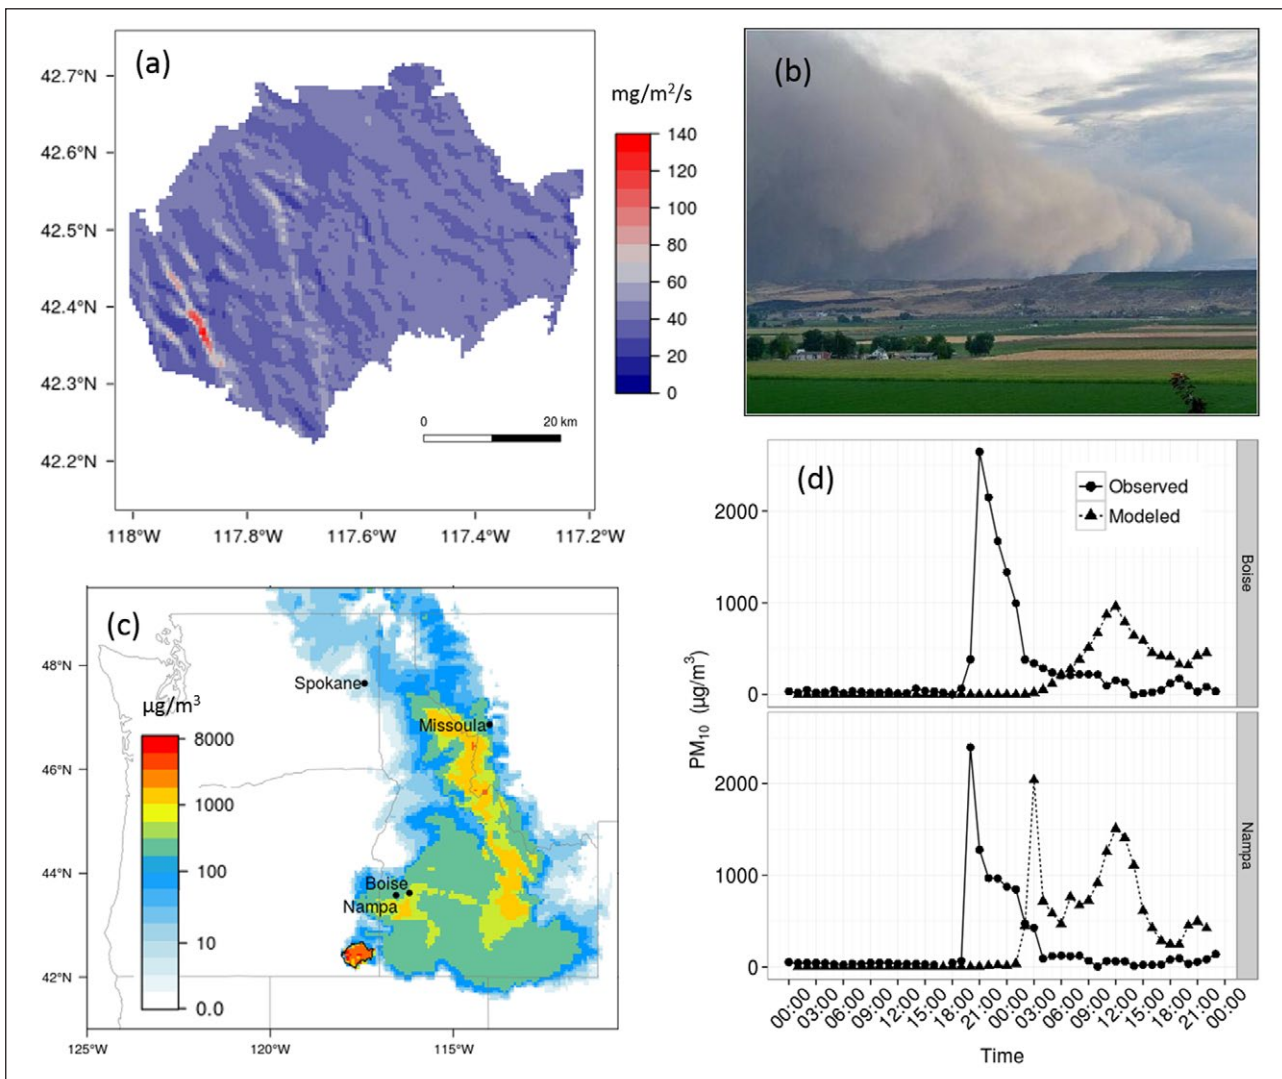 (a)
42.7°N
42.6°N
42.5°N
42.4°N
42.3°N
42.2°N
118°W
117.8°W
117.6°W
117.4°W
117.2°W
0
20 km
mg/m²/s
140
120
100
80
60
40
20
0
(b)
(c)
48°N
46°N
44°N
42°N
125°W
120°W
115°W
µg/m³
8000
1000
100
10
0.0
Spokane
Missoula
Boise
Nampa
(d)
Observed
Modeled
2000
1000
0
Boise
2000
1000
0
Nampa
PM₁₀ (µg/m³)
00:00
03:00
06:00
09:00
12:00
15:00
18:00
21:00
00:00
03:00
06:00
09:00
12:00
15:00
18:00
21:00
00:00
Time